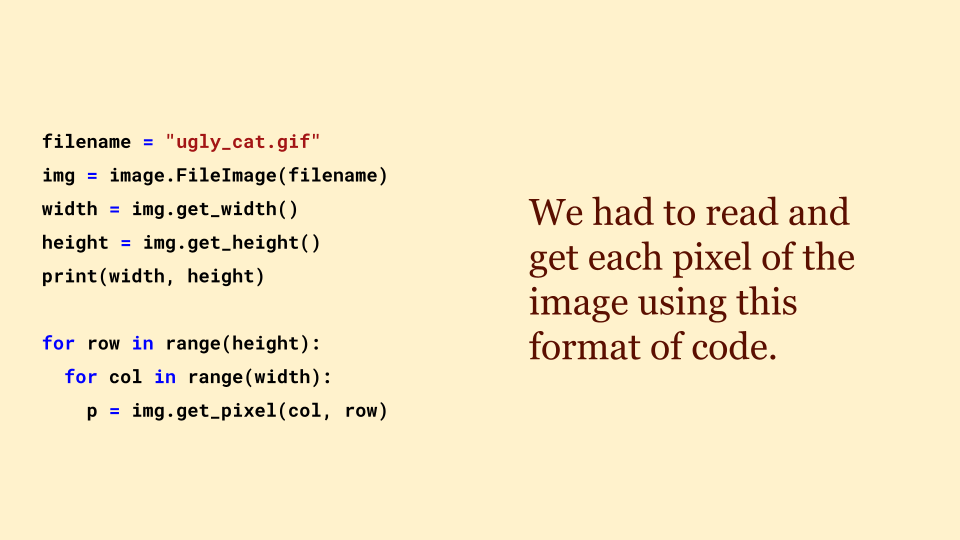 filename = "ugly_cat.gif"
img = image.FileImage(filename)
width = img.get_width()
height = img.get_height()
print(width, height)
for row in range(height):
  for col in range(width):
    p = img.get_pixel(col, row)
We had to read and
get each pixel of the
image using this
format of code.